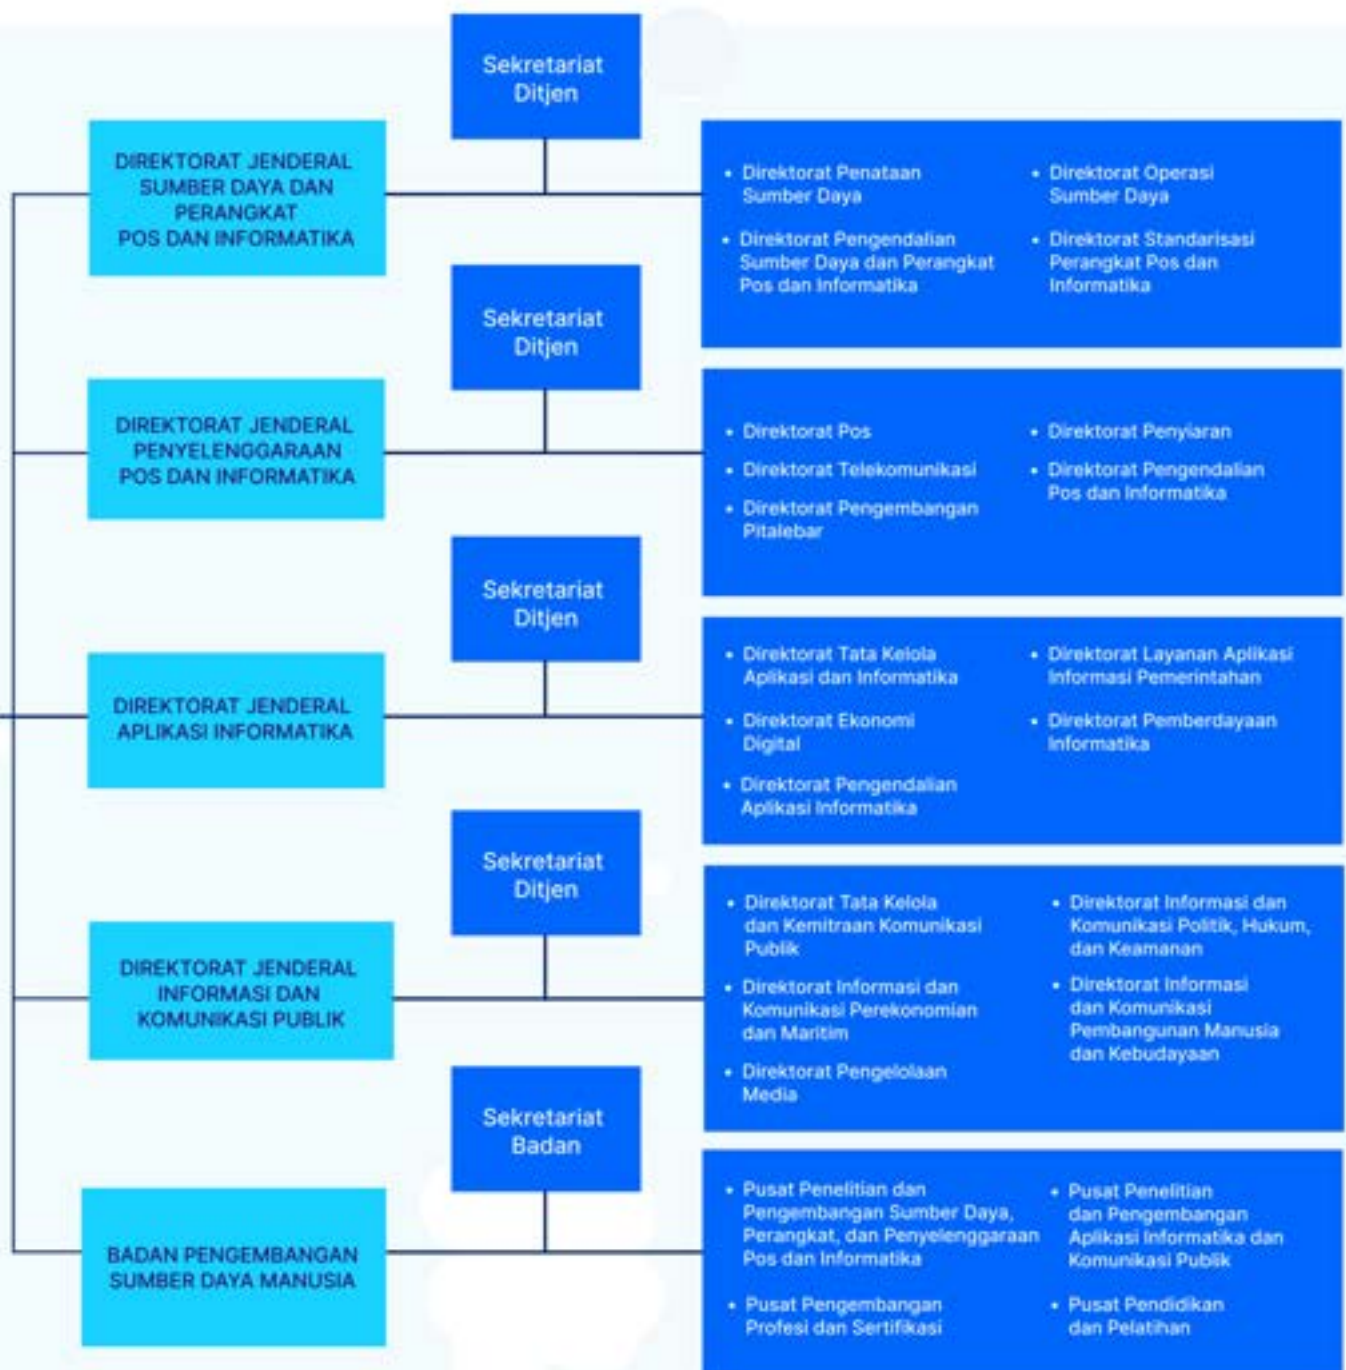 Sekretariat
Ditjen
DIREKTORAT JENDERAL
SUMBER DAYA DAN
PERANGKAT
POS DAN INFORMATIKA
• Direktorat Penataan
Sumber Daya
• Direktorat Pengendalian
Sumber Daya dan Perangkat
Pos dan Informatika
• Direktorat Operasi
Sumber Daya
• Direktorat Standarisasi
Perangkat Pos dan
Informatika
Sekretariat
Ditjen
DIREKTORAT JENDERAL
PENYELENGGARAAN
POS DAN INFORMATIKA
• Direktorat Pos
• Direktorat Telekomunikasi
• Direktorat Pengembangan
Pitalebar
• Direktorat Penyiaran
• Direktorat Pengendalian
Pos dan Informatika
Sekretariat
Ditjen
DIREKTORAT JENDERAL
APLIKASI INFORMATIKA
• Direktorat Tata Kelola
Aplikasi dan Informatika
• Direktorat Ekonomi
Digital
• Direktorat Pengendalian
Aplikasi Informatika
• Direktorat Layanan Aplikasi
Informasi Pemerintahan
• Direktorat Pemberdayaan
Informatika
Sekretariat
Ditjen
DIREKTORAT JENDERAL
INFORMASI DAN
KOMUNIKASI PUBLIK
• Direktorat Tata Kelola
dan Kemitraan Komunikasi
Publik
• Direktorat Informasi dan
Komunikasi Perekonomian
dan Maritim
• Direktorat Pengelolaan
Media
• Direktorat Informasi dan
Komunikasi Politik, Hukum,
dan Keamanan
• Direktorat Informasi
dan Komunikasi
Pembangunan Manusia
dan Kebudayaan
Sekretariat
Badan
BADAN PENGEMBANGAN
SUMBER DAYA MANUSIA
• Pusat Penelitian dan
Pengembangan Sumber Daya,
Perangkat, dan Penyelenggaraan
Pos dan Informatika
• Pusat Pengembangan
Profesi dan Sertifikasi
• Pusat Penelitian
dan Pengembangan
Aplikasi Informatika dan
Komunikasi Publik
• Pusat Pendidikan
dan Pelatihan